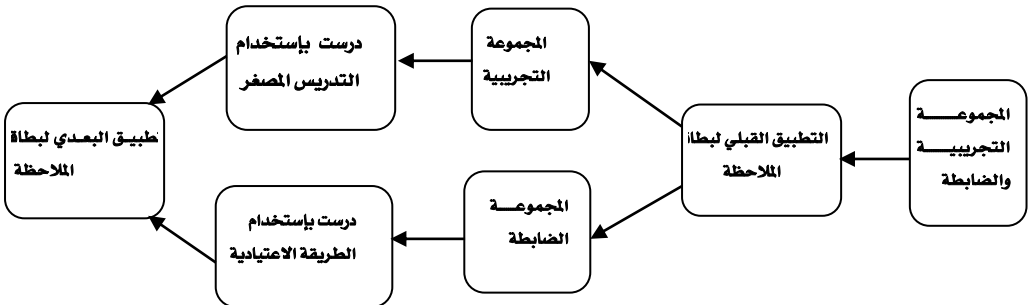 المجموعة
التجريبية
والضابطة
التطبيق القبلي لبطا
الملاحظة
المجموعة
التجريبية
درست بإستخدام
التدريس المصغر
المجموعة
الضابطة
درست بإستخدام
الطريقة الاعتيادية
طبيق البعدي لبطاة
الملاحظة